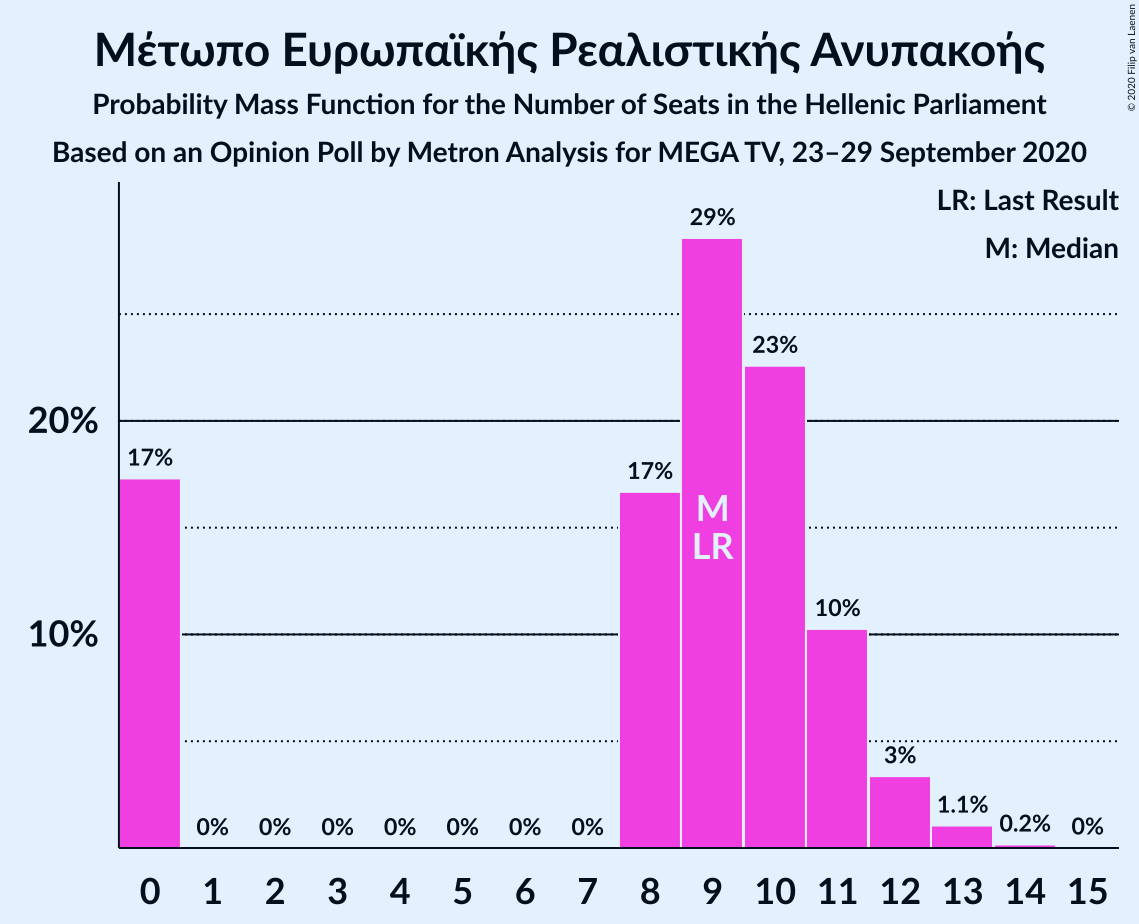 Μέτωπο Ευρωπαϊκής Ρεαλιστικής Ανυπακοής
Probability Mass Function for the Number of Seats in the Hellenic Parliament
Based on an Opinion Poll by Metron Analysis for MEGA TV, 23–29 September 2020
© 2020 Filip van Laenen
LR: Last Result
M: Median
29%
23%
20%
17%
17%
M
LR
10%
10%
3%
1.1%
0.2%
0% 0% 0% 0% 0% 0% 0% 0%
0 1 2 3 4 5 6 7 8 9 10 11 12 13 14 15